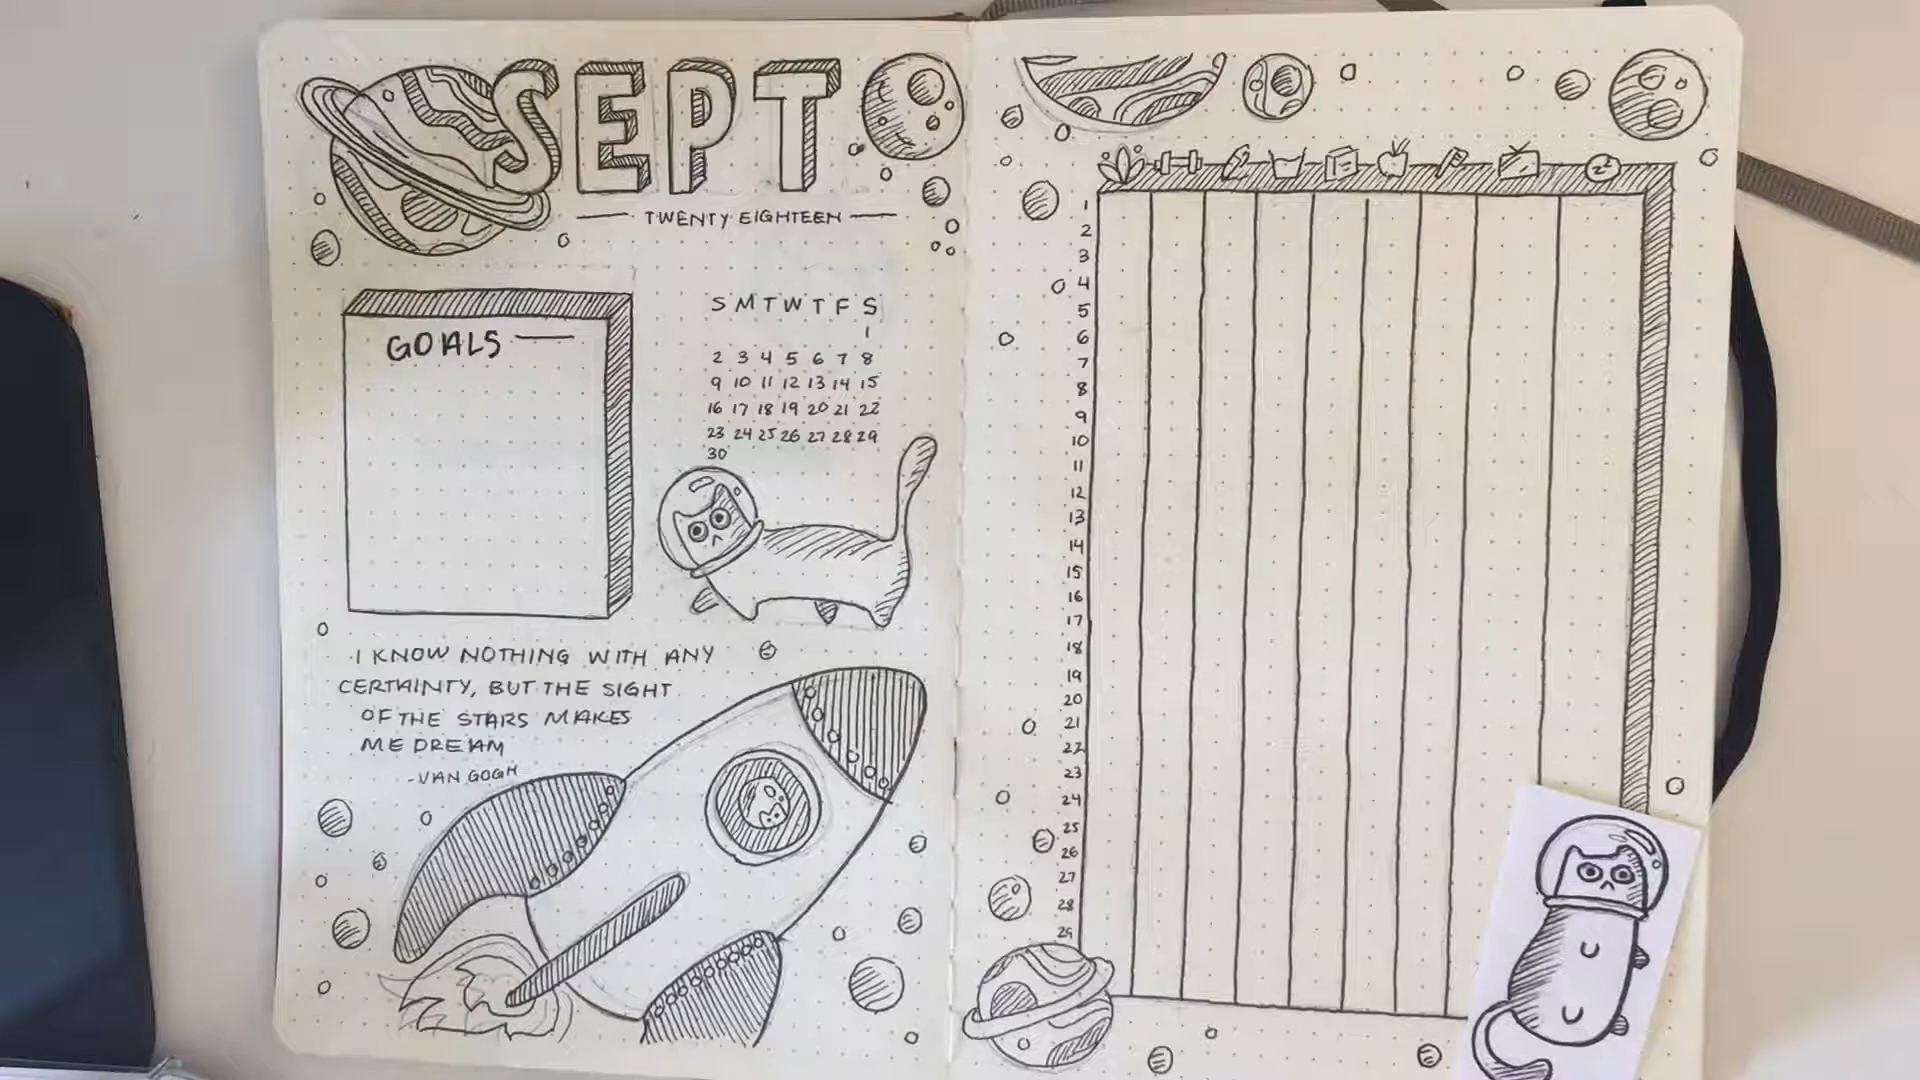 SEPT
TWENTY EIGHTEEN
GOALS
S M T W T F S
1
2 3 4 5 6 7 8
9 10 11 12 13 14 15
16 17 18 19 20 21 22
23 24 25 26 27 28 29
30
I KNOW NOTHING WITH ANY
CERTAINTY, BUT THE SIGHT
OF THE STARS MAKES
ME DREAM
-VAN GOGH
zz
1
2
3
4
5
6
7
8
9
10
11
12
13
14
15
16
17
18
19
20
21
22
23
24
25
26
27
28
29